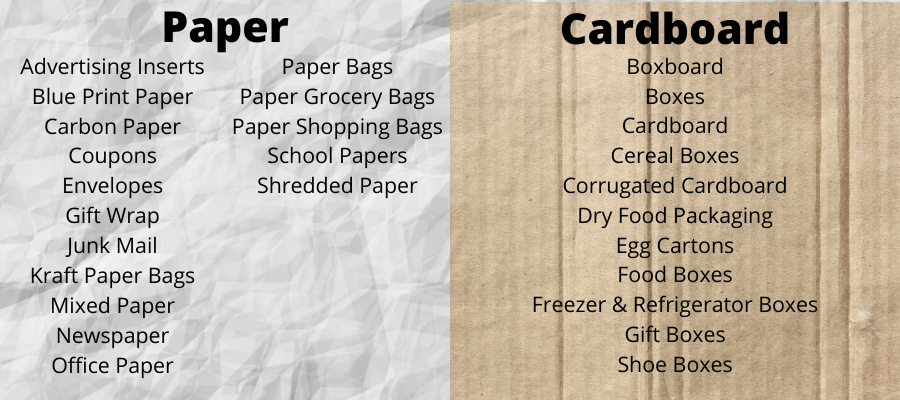 Paper
Advertising Inserts
Blue Print Paper
Carbon Paper
Coupons
Envelopes
Gift Wrap
Junk Mail
Kraft Paper Bags
Mixed Paper
Newspaper
Office Paper
Paper Bags
Paper Grocery Bags
Paper Shopping Bags
School Papers
Shredded Paper
Cardboard
Boxboard
Boxes
Cardboard
Cereal Boxes
Corrugated Cardboard
Dry Food Packaging
Egg Cartons
Food Boxes
Freezer & Refrigerator Boxes
Gift Boxes
Shoe Boxes